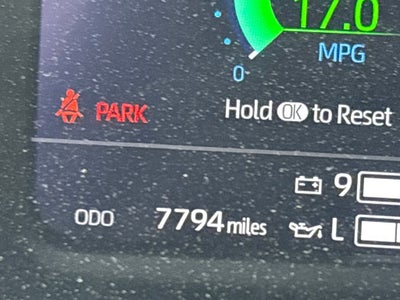 17.0
MPG
0
PARK
Hold OK to Reset
9
ODO 7794 miles
L